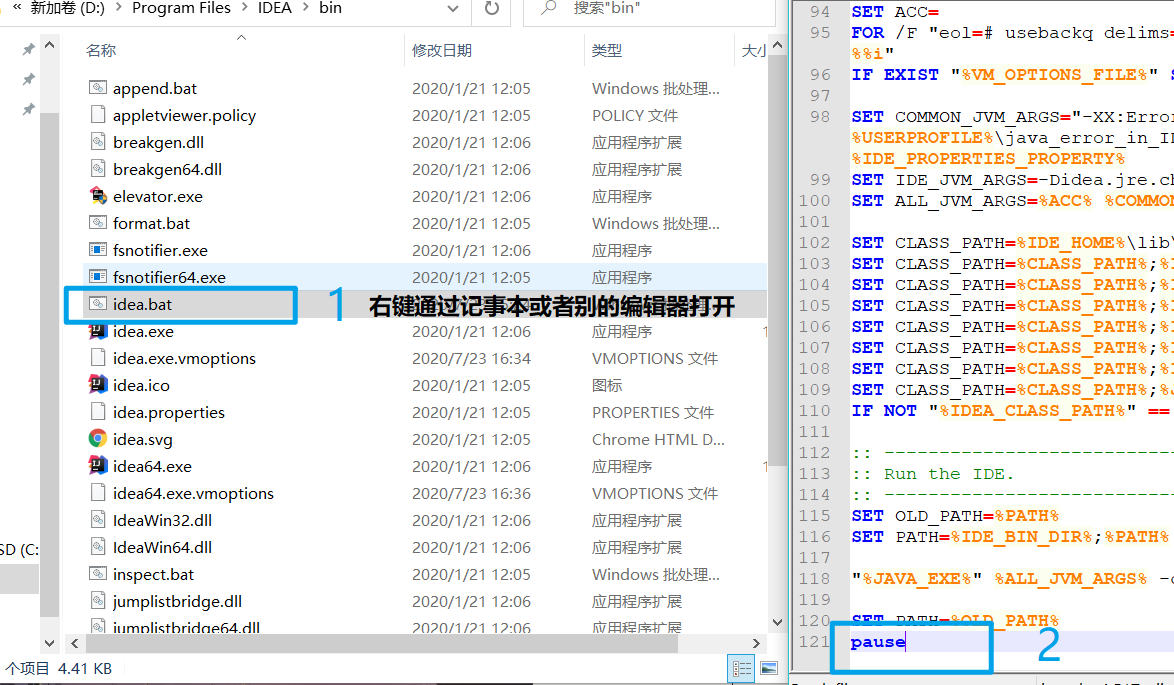 « 新加卷 (D:) > Program Files > IDEA > bin
搜索"bin"
名称 修改日期 类型 大小
append.bat 2020/1/21 12:05 Windows 批处理...
appletviewer.policy 2020/1/21 12:05 POLICY 文件
breakgen.dll 2020/1/21 12:06 应用程序扩展
breakgen64.dll 2020/1/21 12:06 应用程序扩展
elevator.exe 2020/1/21 12:06 应用程序
format.bat 2020/1/21 12:05 Windows 批处理...
fsnotifier.exe 2020/1/21 12:06 应用程序
fsnotifier64.exe 2020/1/21 12:05 应用程序
idea.bat
1 右键通过记事本或者别的编辑器打开
idea.exe 2020/1/21 12:06 应用程序 1
idea.exe.vmoptions 2020/7/23 16:34 VMOPTIONS 文件
idea.ico 2020/1/21 12:05 图标
idea.properties 2020/1/21 12:05 PROPERTIES 文件
idea.svg 2020/1/21 12:05 Chrome HTML D...
idea64.exe 2020/1/21 12:06 应用程序 1
idea64.exe.vmoptions 2020/7/23 16:36 VMOPTIONS 文件
IdeaWin32.dll 2020/1/21 12:06 应用程序扩展
IdeaWin64.dll 2020/1/21 12:06 应用程序扩展
inspect.bat 2020/1/21 12:05 Windows 批处理...
jumplistbridge.dll 2020/1/21 12:06 应用程序扩展
jumplistbridge64.dll 2020/1/21 12:06 应用程序扩展
SD (C:
个项目 4.41 KB
94 SET ACC=
95 FOR /F "eol=# usebackq delims=
%%i"
96 IF EXIST "%VM_OPTIONS_FILE%" S
97
98 SET COMMON_JVM_ARGS="-XX:Error
%USERPROFILE%\java_error_in_ID
%IDE_PROPERTIES_PROPERTY%
99 SET IDE_JVM_ARGS=-Didea.jre.ch
100 SET ALL_JVM_ARGS=%ACC% %COMMON
101
102 SET CLASS_PATH=%IDE_HOME%\lib\
103 SET CLASS_PATH=%CLASS_PATH%;%I
104 SET CLASS_PATH=%CLASS_PATH%;%I
105 SET CLASS_PATH=%CLASS_PATH%;%I
106 SET CLASS_PATH=%CLASS_PATH%;%I
107 SET CLASS_PATH=%CLASS_PATH%;%I
108 SET CLASS_PATH=%CLASS_PATH%;%I
109 SET CLASS_PATH=%CLASS_PATH%;%J
110 IF NOT "%IDEA_CLASS_PATH%" ==
111
112 :: ---------------------------
113 :: Run the IDE.
114 :: ---------------------------
115 SET OLD_PATH=%PATH%
116 SET PATH=%IDE_BIN_DIR%;%PATH%
117
118 "%JAVA_EXE%" %ALL_JVM_ARGS% -c
119
120 SET PATH=%OLD_PATH%
121 pause
2